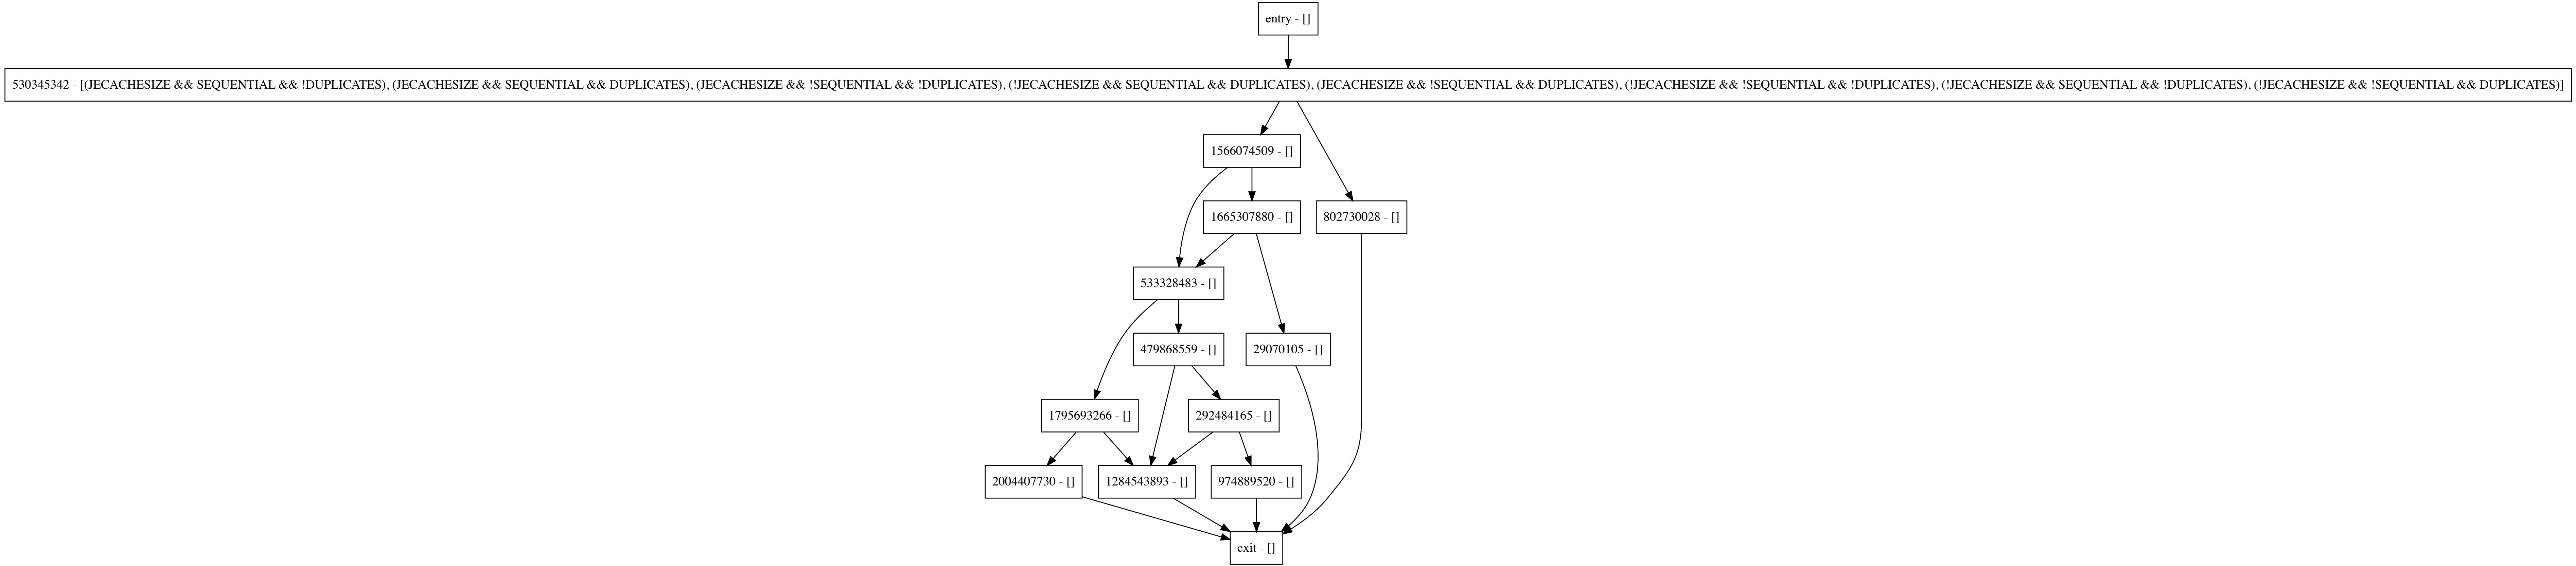 entry - []
530345342 - [(JECACHESIZE && SEQUENTIAL && !DUPLICATES), (JECACHESIZE && SEQUENTIAL && DUPLICATES), (JECACHESIZE && !SEQUENTIAL && !DUPLICATES), (!JECACHESIZE && SEQUENTIAL && DUPLICATES), (JECACHESIZE && !SEQUENTIAL && DUPLICATES), (!JECACHESIZE && !SEQUENTIAL && !DUPLICATES), (!JECACHESIZE && SEQUENTIAL && !DUPLICATES), (!JECACHESIZE && !SEQUENTIAL && DUPLICATES)]
1566074509 - []
1665307880 - []
802730028 - []
533328483 - []
479868559 - []
29070105 - []
1795693266 - []
292484165 - []
2004407730 - []
1284543893 - []
974889520 - []
exit - []